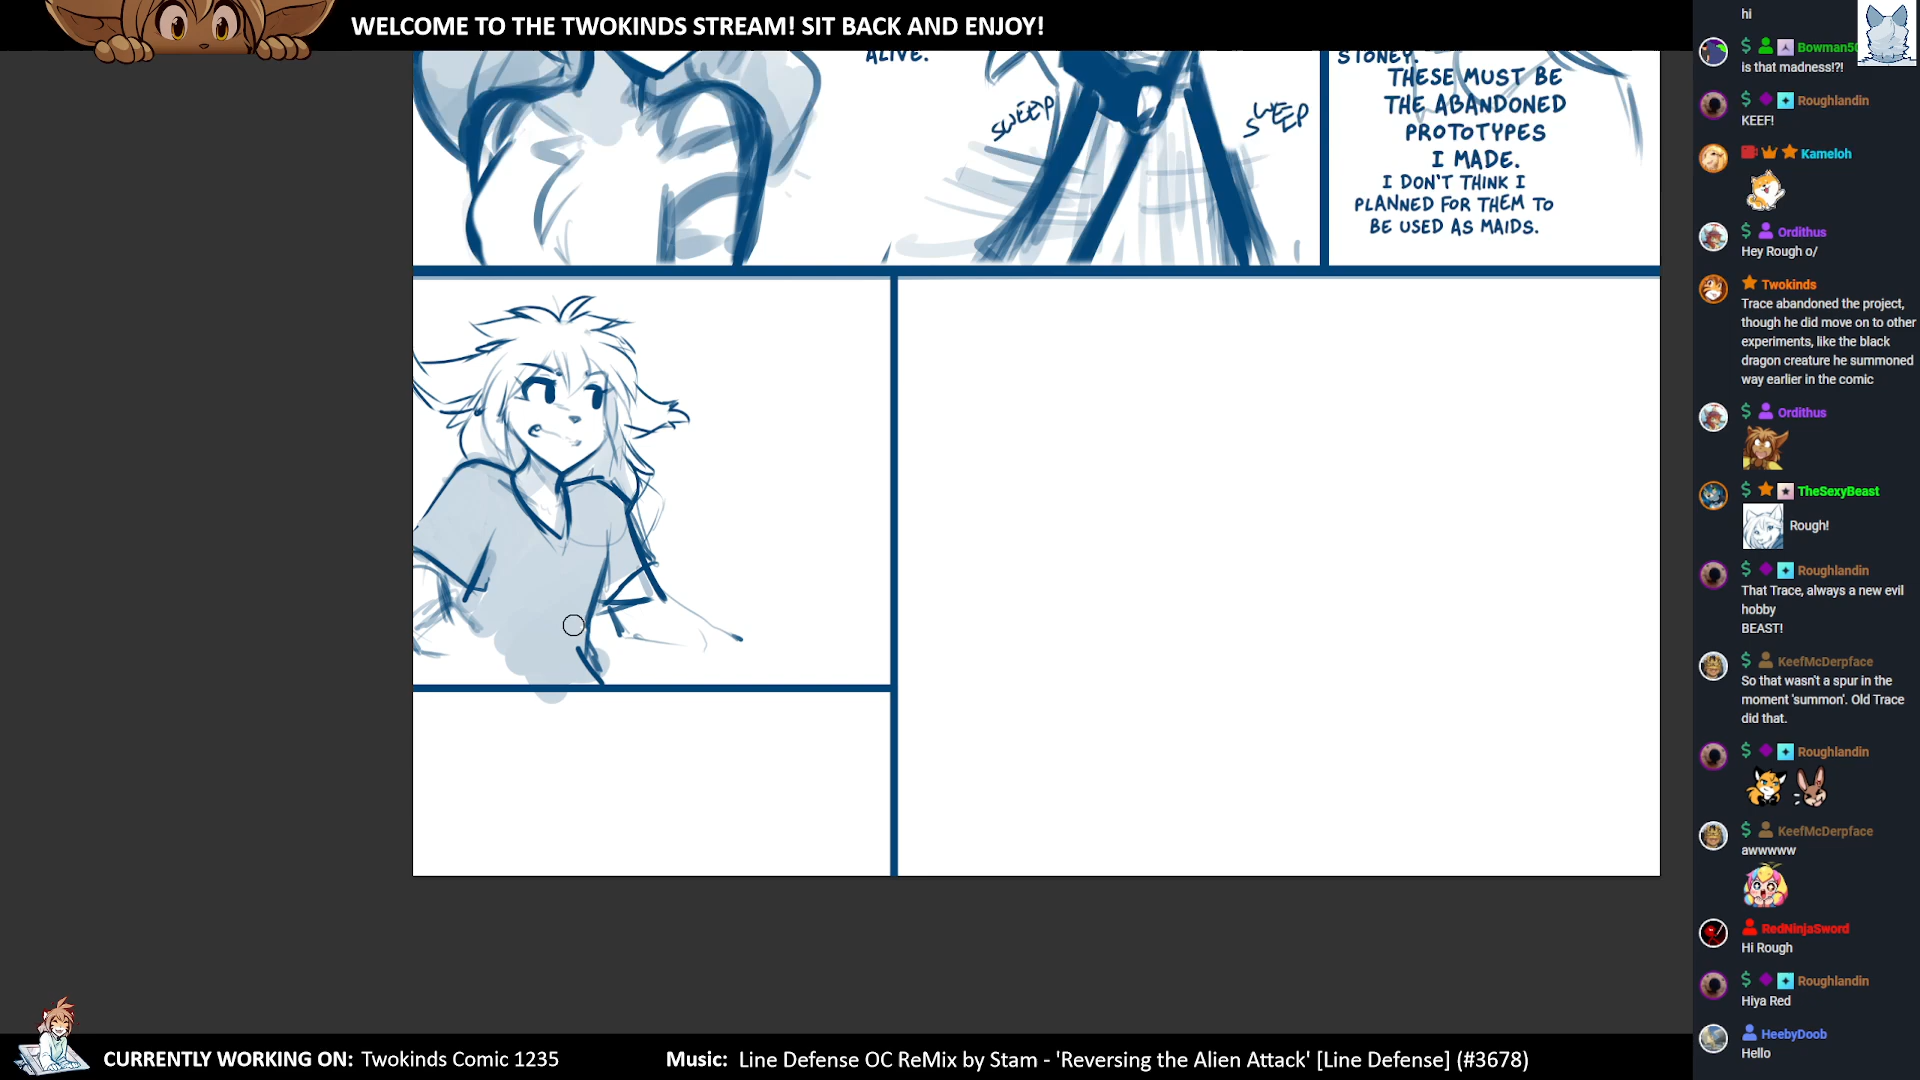 WELCOME TO THE TWOKINDS STREAM! SIT BACK AND ENJOY!
ALIVE.
SWEEP
SWEEP
STONEY.
THESE MUST BE
THE ABANDONED
PROTOTYPES
I MADE.
I DON'T THINK I
PLANNED FOR THEM TO
BE USED AS MAIDS.
hi
is that madness!?!
Roughlandin
KEEF!
Kameloh
Ordithus
Hey Rough o/
Twokinds
Trace abandoned the project,
though he did move on to other
experiments, like the black
dragon creature he summoned
way earlier in the comic
Ordithus
TheSexyBeast
Rough!
Roughlandin
That Trace, always a new evil
hobby
BEAST!
KeefMcDerpface
So that wasn't a spur in the
moment 'summon'. Old Trace
did that.
Roughlandin
KeefMcDerpface
awwwww
RedNinjaSword
Hi Rough
Roughlandin
Hiya Red
HeebyDoob
Hello
CURRENTLY WORKING ON: Twokinds Comic 1235
Music: Line Defense OC ReMix by Stam - 'Reversing the Alien Attack' [Line Defense] (#3678)